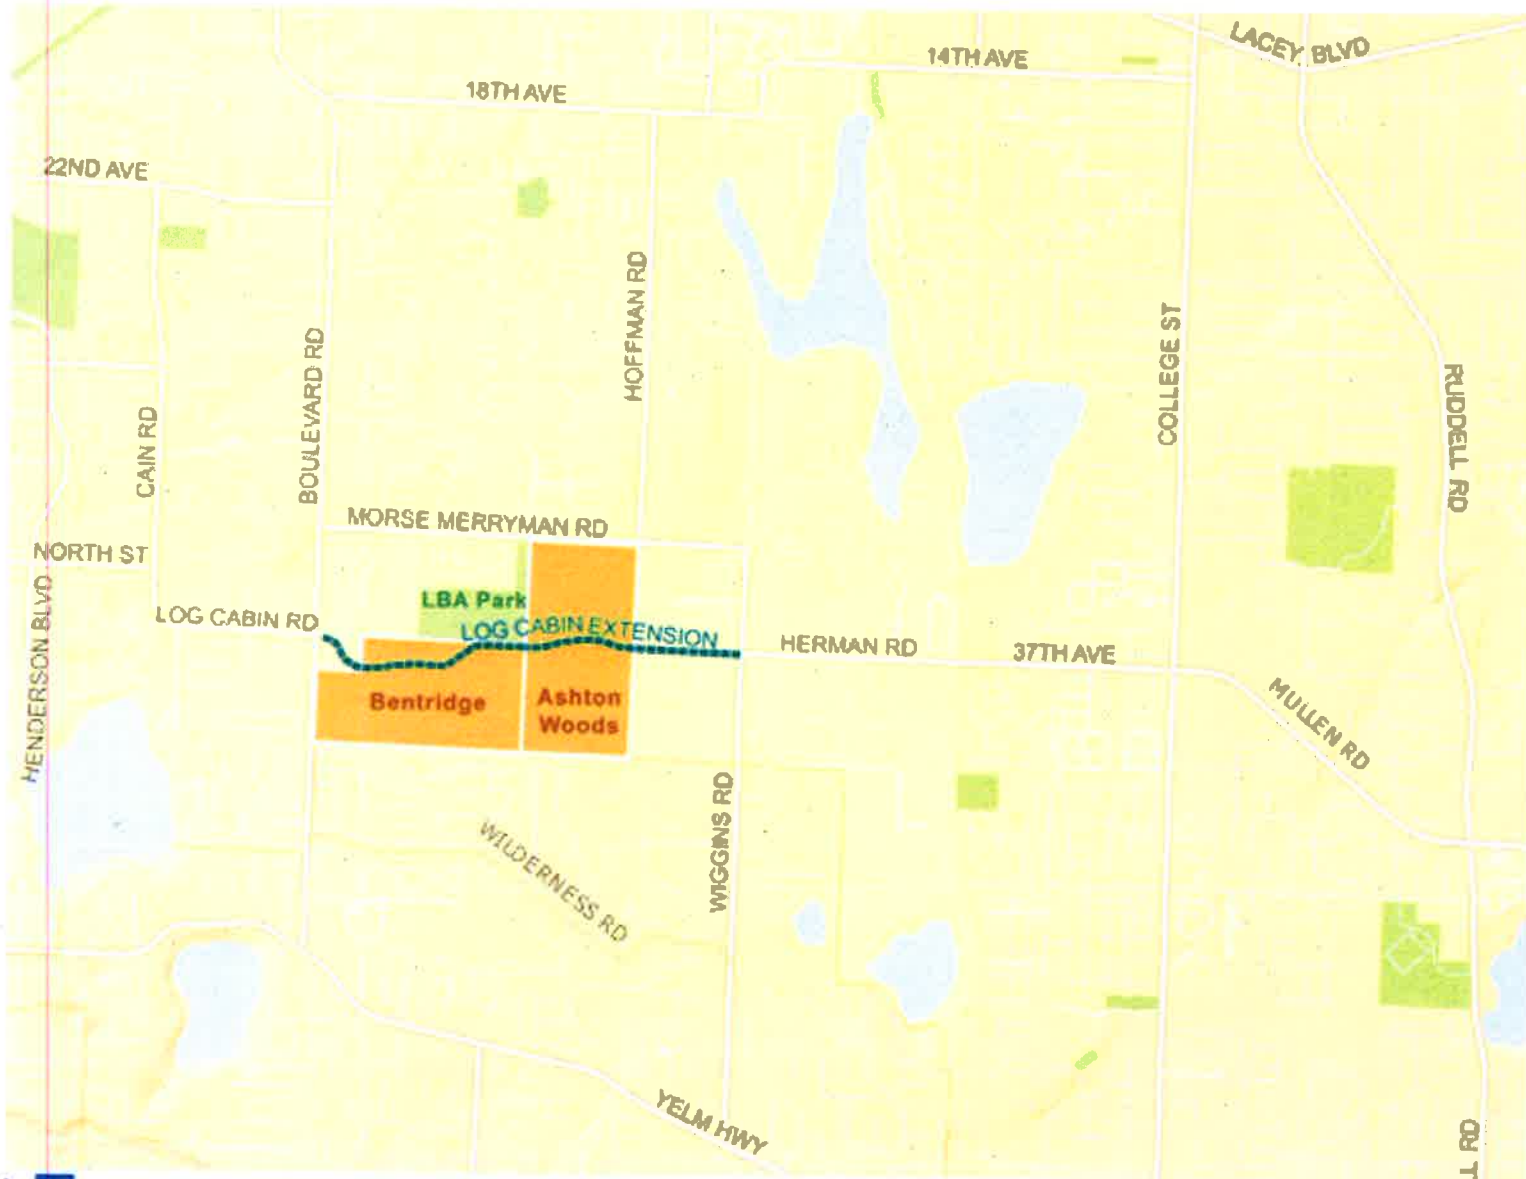 LACEY BLVD
14TH AVE
18TH AVE
22ND AVE
HOFFMAN RD
COLLEGE ST
BOULEVARD RD
RUDDELL RD
CAIN RD
MORSE MERRYMAN RD
NORTH ST
LBA Park
LOG CABIN RD
LOG CABIN EXTENSION
HERMAN RD
37TH AVE
HENDERSON BLVD
Bentridge
Ashton
Woods
MULLEN RD
WIGGINS RD
WILDERNESS RD
YELM HWY
LL RD